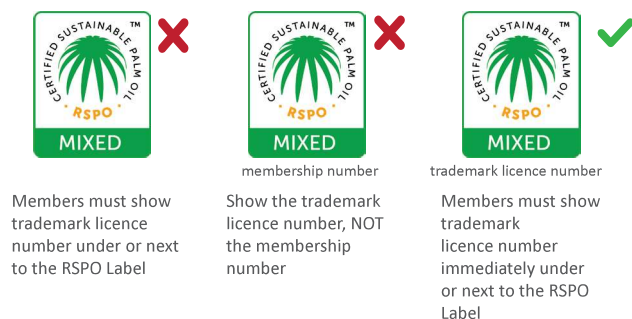 CERTIFIED SUSTAINABLE PALM OIL ™
· RSPO ·
MIXED
Members must show
trademark licence
number under or next
to the RSPO Label
CERTIFIED SUSTAINABLE PALM OIL ™
· RSPO ·
MIXED
membership number
Show the trademark
licence number, NOT
the membership
number
CERTIFIED SUSTAINABLE PALM OIL ™
· RSPO ·
MIXED
trademark licence number
Members must show
trademark
licence number
immediately under
or next to the RSPO
Label